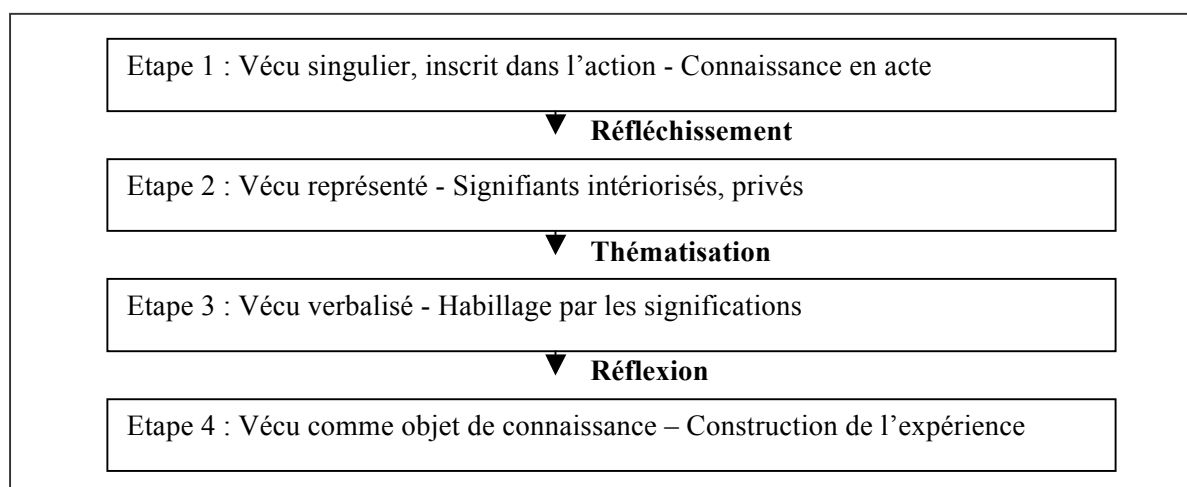 Etape 1 : Vécu singulier, inscrit dans l’action - Connaissance en acte
Réfléchissement
Etape 2 : Vécu représenté - Signifiants intériorisés, privés
Thématisation
Etape 3 : Vécu verbalisé - Habillage par les significations
Réflexion
Etape 4 : Vécu comme objet de connaissance – Construction de l’expérience